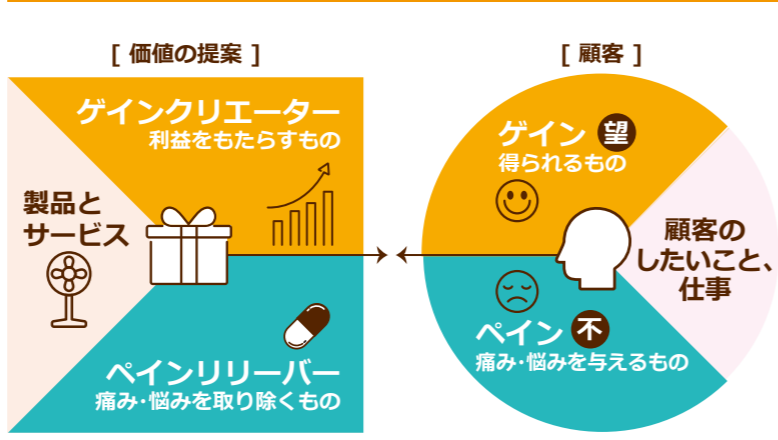 [ 価値の提案 ]
ゲインクリエーター
利益をもたらすもの
製品と
サービス
ペインリリーバー
痛み・悩みを取り除くもの
[ 顧客 ]
ゲイン 望
得られるもの
顧客の
したいこと、
仕事
ペイン 不
痛み・悩みを与えるもの